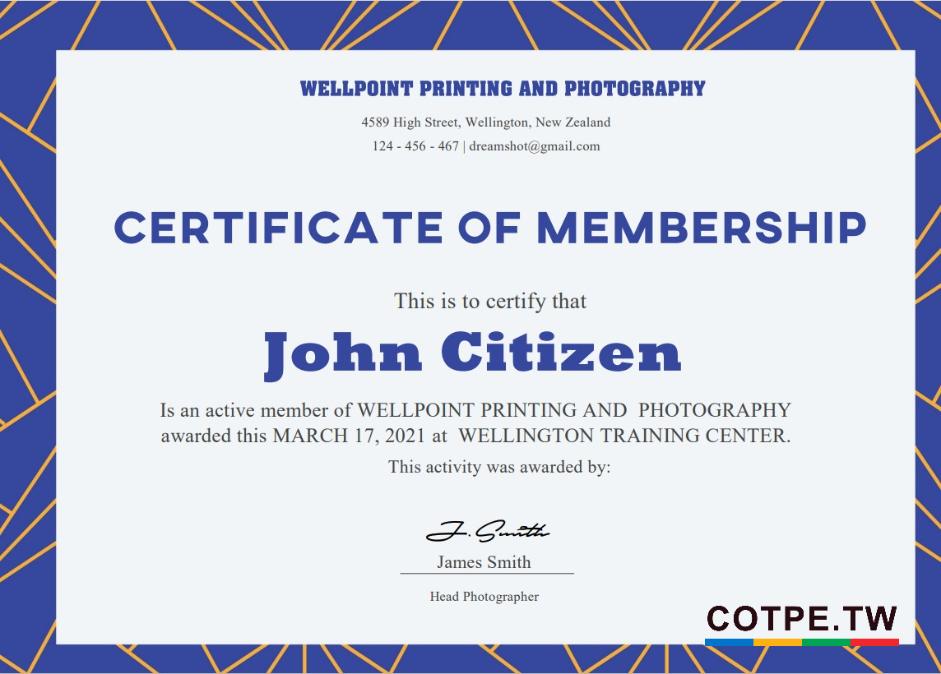 WELLPOINT PRINTING AND PHOTOGRAPHY
4589 High Street, Wellington, New Zealand
124 - 456 - 467 | dreamshot@gmail.com
CERTIFICATE OF MEMBERSHIP
This is to certify that
John Citizen
Is an active member of WELLPOINT PRINTING AND PHOTOGRAPHY
awarded this MARCH 17, 2021 at WELLINGTON TRAINING CENTER.
This activity was awarded by:
J. Smith
James Smith
Head Photographer
COTPE.TW